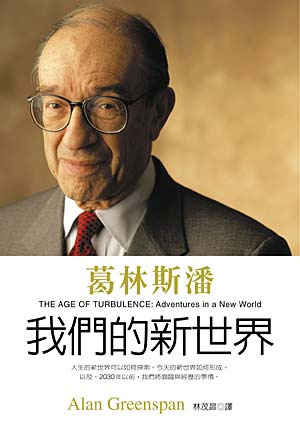 葛林斯潘
THE AGE OF TURBULENCE: Adventures in a New World
我們的新世界
人生的新世界可以如何探索。今天的新世界如何形成。
以及，2030年以前，我們將面臨與經歷的事情。
Alan Greenspan 林茂昌◎譯